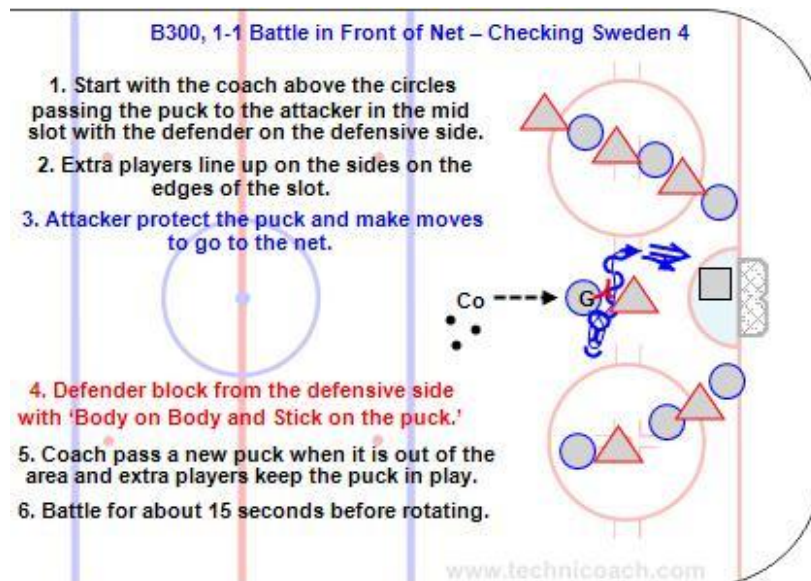 B300, 1-1 Battle in Front of Net – Checking Sweden 4
1. Start with the coach above the circles
passing the puck to the attacker in the mid
slot with the defender on the defensive side.
2. Extra players line up on the sides on the
edges of the slot.
3. Attacker protect the puck and make moves
to go to the net.
Co
G
4. Defender block from the defensive side
with ‘Body on Body and Stick on the puck.’
5. Coach pass a new puck when it is out of the
area and extra players keep the puck in play.
6. Battle for about 15 seconds before rotating.
www.technicoach.com